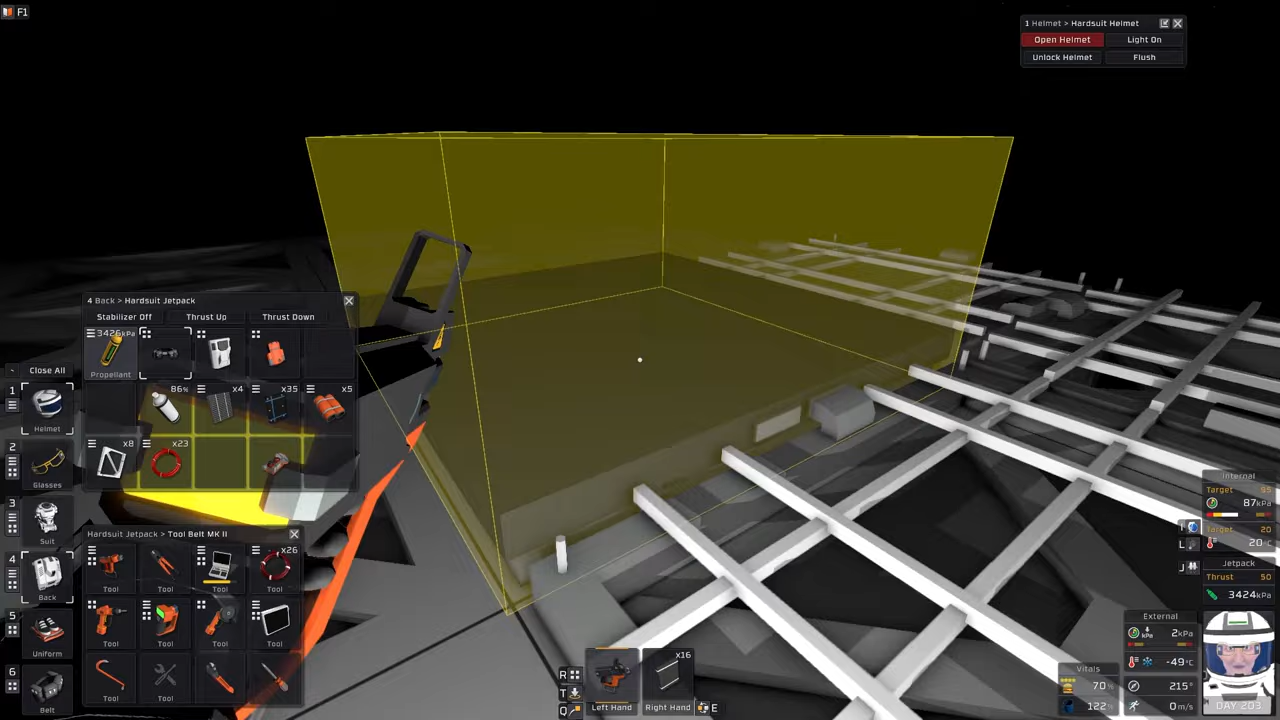 F1
1 Helmet > Hardsuit Helmet
Open Helmet
Light On
Unlock Helmet
Flush
4 Back > Hardsuit Jetpack
Stabilizer Off
Thrust Up
Thrust Down
3426kPa
Propellant
86%
x4
x35
x5
x8
x23
Close All
1
Helmet
2
Glasses
3
Suit
4
Back
5
Uniform
6
Belt
Hardsuit Jetpack > Tool Belt MK II
x26
Tool
Tool
Tool
Tool
Tool
Tool
Tool
Tool
Tool
Tool
Tool
Tool
R
T
Q
x16
Left Hand
Right Hand
E
Internal
Target 95
87kPa
Target 20
20°C
L
Jetpack
J
Thrust 50
3424kPa
External
2kPa
-49°C
215°
0m/s
Vitals
70%
122%
DAY 203